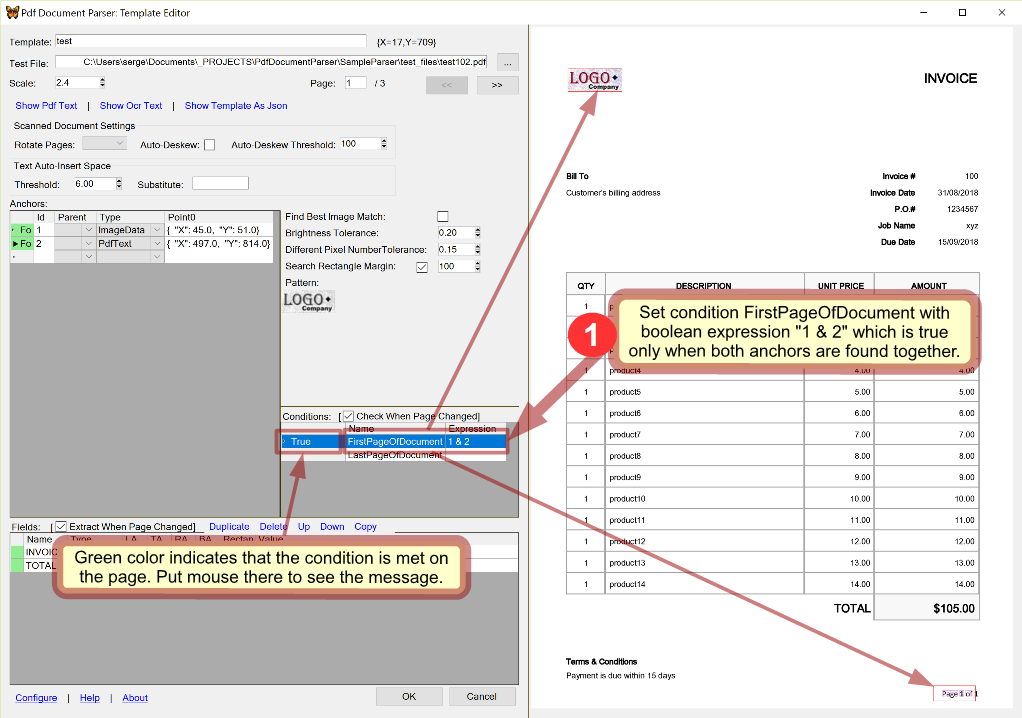 Pdf Document Parser: Template Editor
Template: test {X=17,Y=709}
Test File: C:\Users\serge\Documents\_PROJECTS\PdfDocumentParser\SampleParser\test_files\test102.pdf ...
Scale: 2.4 Page: 1 / 3 << >>
Show Pdf Text | Show Ocr Text | Show Template As Json
Scanned Document Settings
Rotate Pages: Auto-Deskew: Auto-Deskew Threshold: 100
Text Auto-Insert Space
Threshold: 6.00 Substitute:
Anchors:
Id Parent Type Point0
Fo 1 ImageData { "X": 45.0, "Y": 51.0}
Fo 2 PdfText { "X": 497.0, "Y": 814.0}
Find Best Image Match:
Brightness Tolerance: 0.20
Different Pixel NumberTolerance: 0.15
Search Rectangle Margin: 100
Pattern:
LOGO
Company
Conditions: [ Check When Page Changed]
Name Expression
True FirstPageOfDocument 1 & 2
LastPageOfDocument
Fields: [ Extract When Page Changed] Duplicate Delete Up Down Copy
Name Type LA TA RA BA Rectan Value
INVOIC
TOTAL
Green color indicates that the condition is met on
the page. Put mouse there to see the message.
Configure | Help | About
OK Cancel
LOGO
Company
INVOICE
Bill To
Customer's billing address
Invoice # 100
Invoice Date 31/08/2018
P.O.# 1234567
Job Name xyz
Due Date 15/09/2018
QTY DESCRIPTION UNIT PRICE AMOUNT
1
1
Set condition FirstPageOfDocument with
boolean expression "1 & 2" which is true
only when both anchors are found together.
1 product4 4.00 4.00
1 product5 5.00 5.00
1 product6 6.00 6.00
1 product7 7.00 7.00
1 product8 8.00 8.00
1 product9 9.00 9.00
1 product10 10.00 10.00
1 product11 11.00 11.00
1 product12 12.00 12.00
1 product13 13.00 13.00
1 product14 14.00 14.00
TOTAL $105.00
Terms & Conditions
Payment is due within 15 days
Page 1 of 1